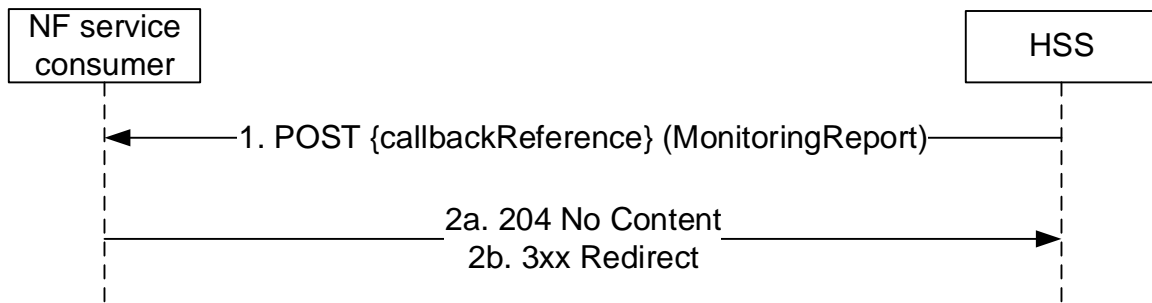 NF service
consumer
HSS
1. POST {callbackReference} (MonitoringReport)
2a. 204 No Content
2b. 3xx Redirect